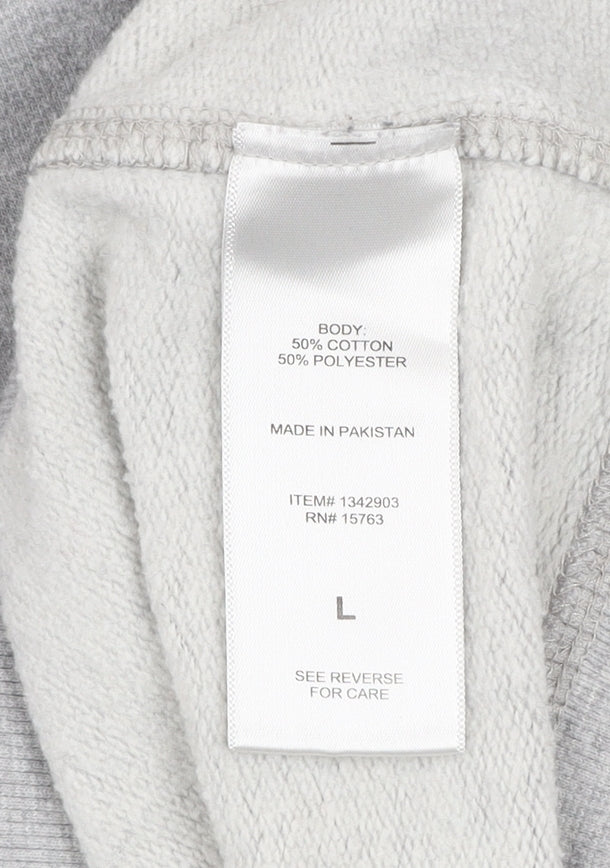 BODY:
50% COTTON
50% POLYESTER
MADE IN PAKISTAN
ITEM# 1342903
RN# 15763
L
SEE REVERSE
FOR CARE